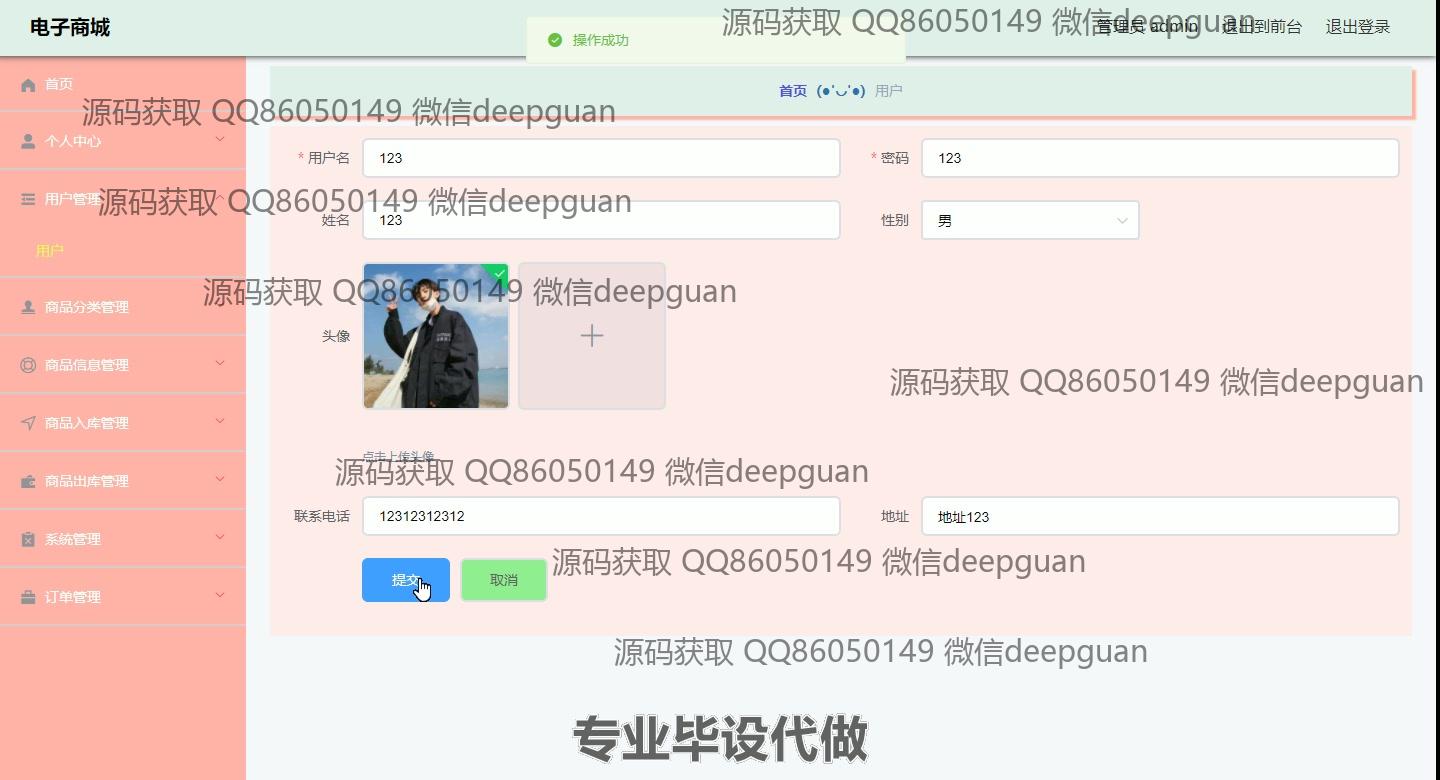 电子商城
操作成功
源码获取 QQ86050149 微信deepguan
管理员 admin
退出到前台
退出登录
首页
首页 (●'◡'●) 用户
源码获取 QQ86050149 微信deepguan
个人中心
* 用户名 123
* 密码 123
用户管理
源码获取 QQ86050149 微信deepguan
姓名 123
性别 男
用户
源码获取 QQ86050149 微信deepguan
商品分类管理
头像
商品信息管理
源码获取 QQ86050149 微信deepguan
商品入库管理
点击上传头像
源码获取 QQ86050149 微信deepguan
商品出库管理
联系电话 12312312312
地址 地址123
系统管理
源码获取 QQ86050149 微信deepguan
提交
取消
订单管理
源码获取 QQ86050149 微信deepguan
专业毕设代做